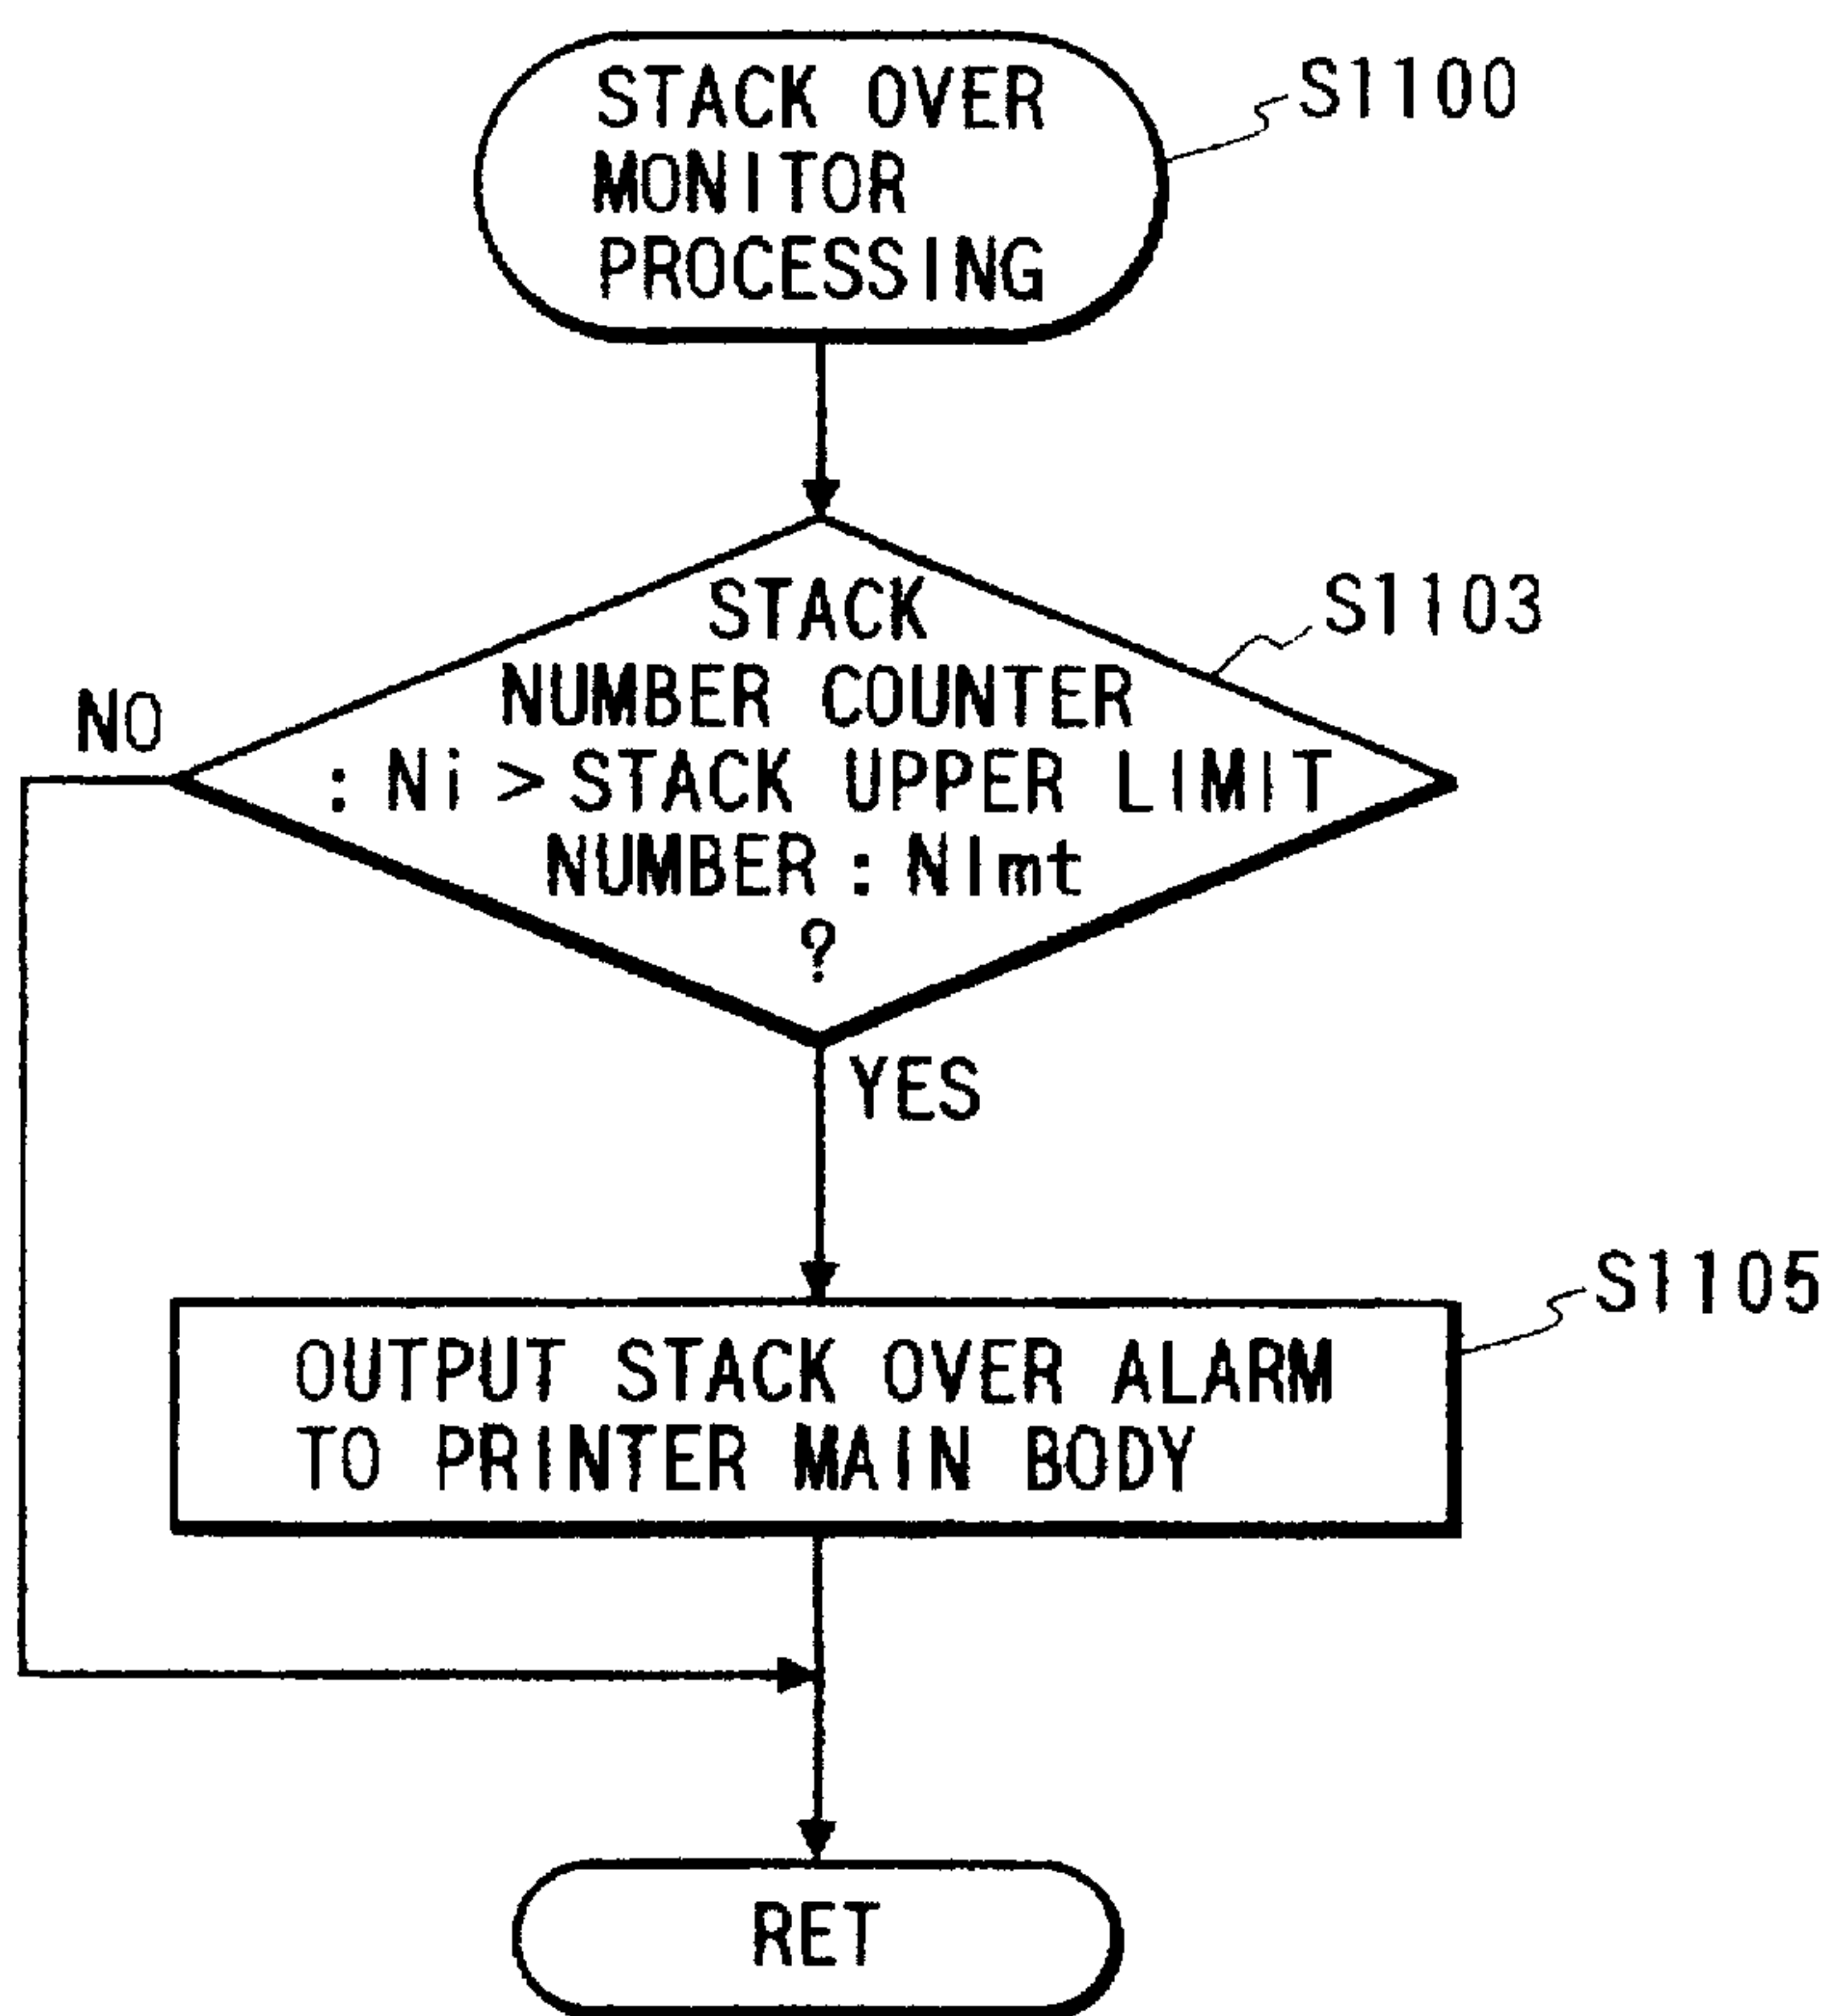 STACK OVER
MONITOR
PROCESSING
S1100
STACK
NUMBER COUNTER
: Ni > STACK UPPER LIMIT
NUMBER : Nlmt
?
S1103
NO
YES
OUTPUT STACK OVER ALARM
TO PRINTER MAIN BODY
S1105
RET